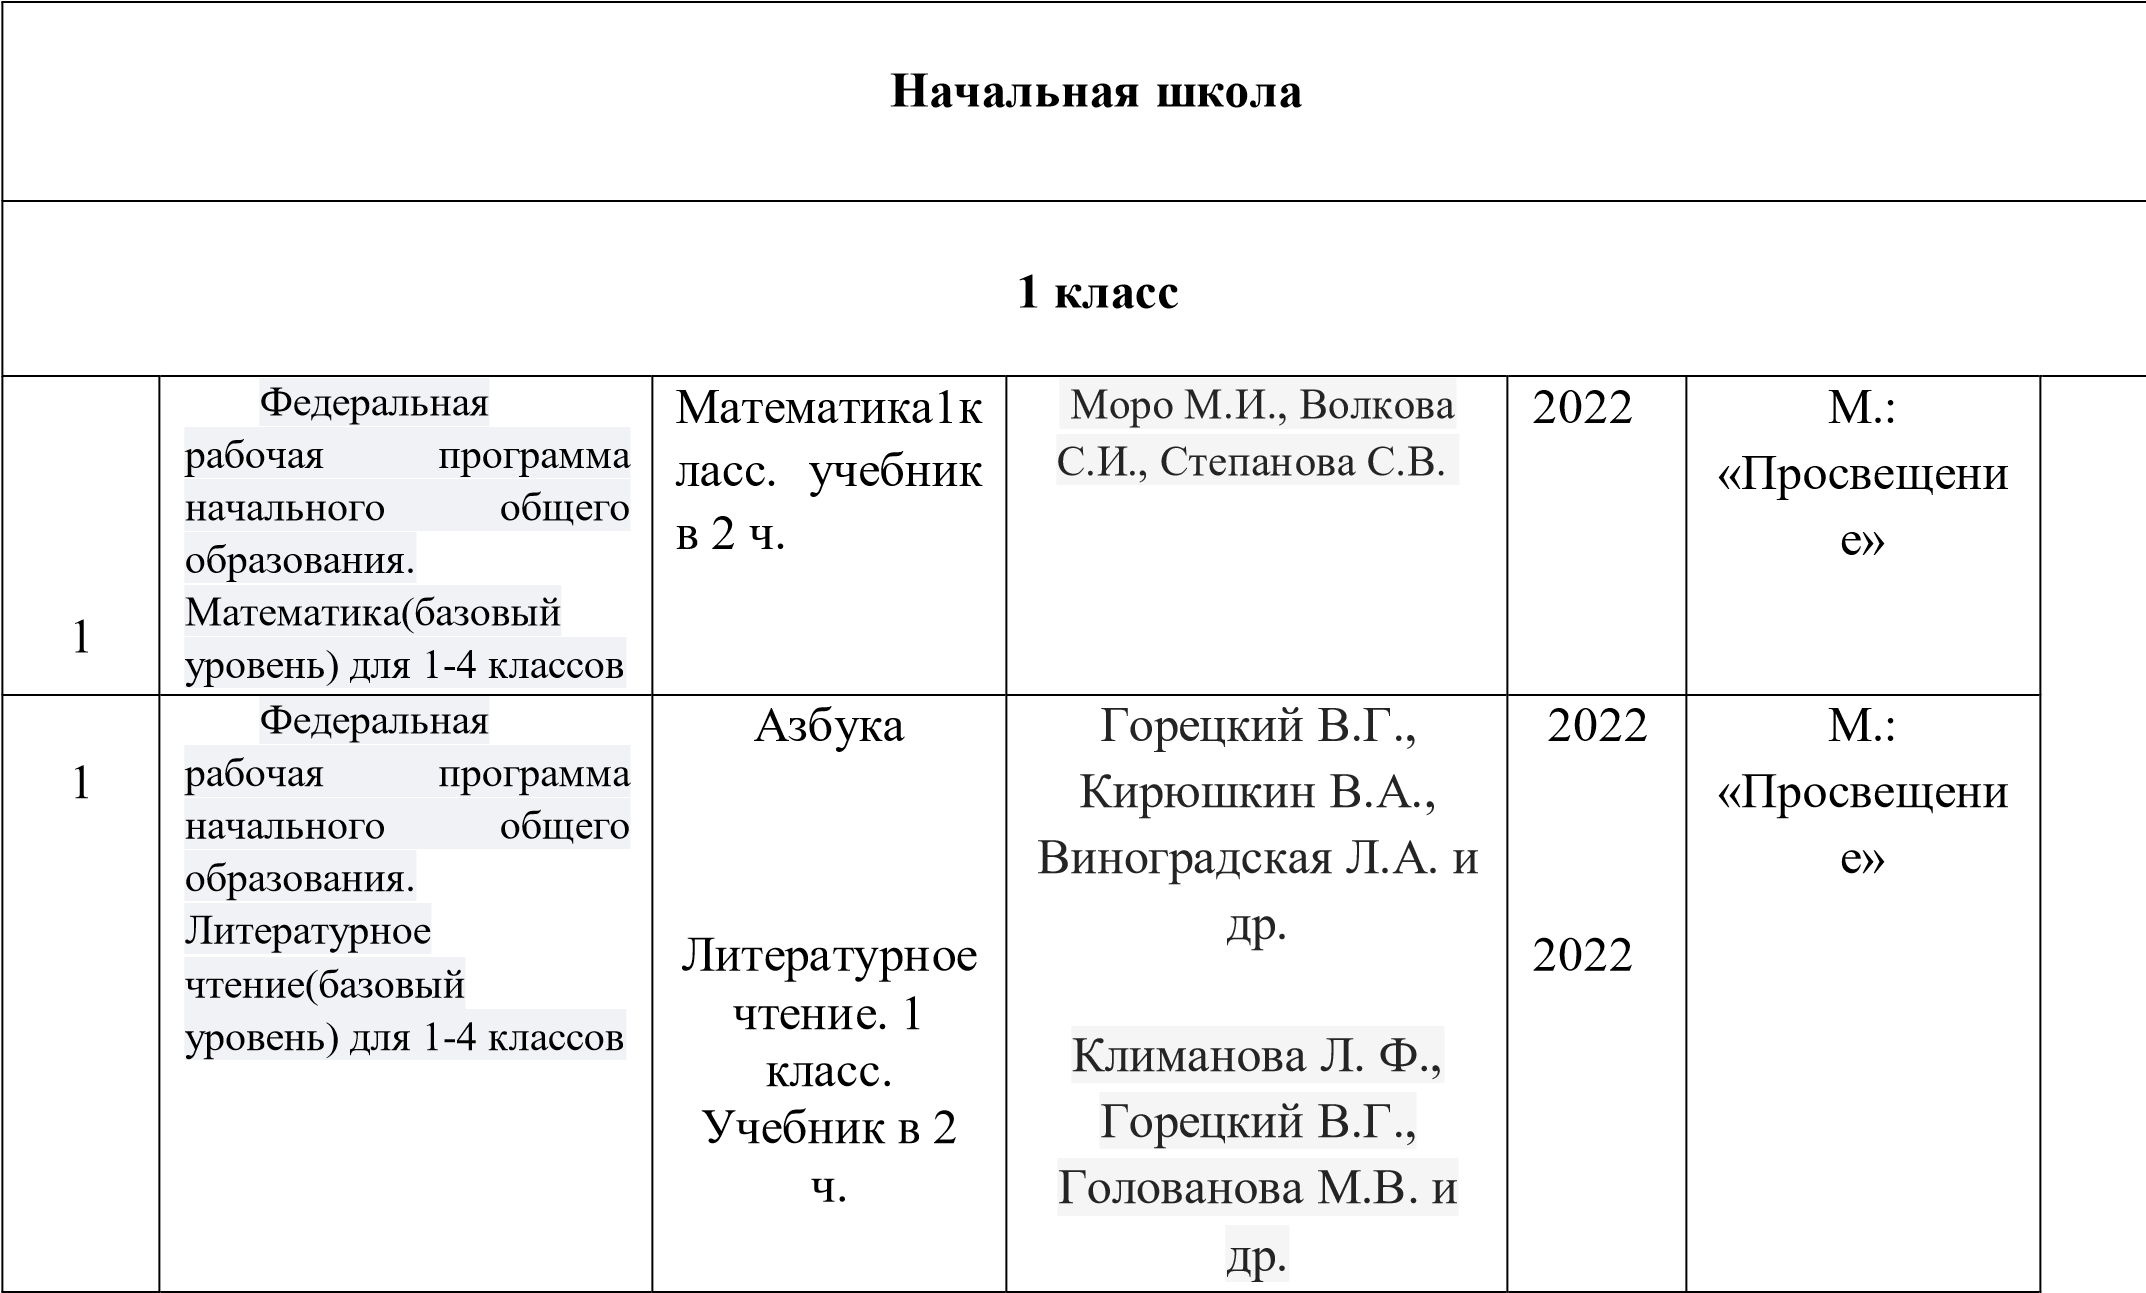 Начальная школа
1 класс
1
Федеральная
рабочая программа
начального общего
образования.
Математика(базовый
уровень) для 1-4 классов
Математика1к
ласс. учебник
в 2 ч.
Моро М.И., Волкова
С.И., Степанова С.В.
2022
М.:
«Просвещени
е»
1
Федеральная
рабочая программа
начального общего
образования.
Литературное
чтение(базовый
уровень) для 1-4 классов
Азбука
Литературное
чтение. 1
класс.
Учебник в 2
ч.
Горецкий В.Г.,
Кирюшкин В.А.,
Виноградская Л.А. и
др.
Климанова Л. Ф.,
Горецкий В.Г.,
Голованова М.В. и
др.
2022
2022
М.:
«Просвещени
е»